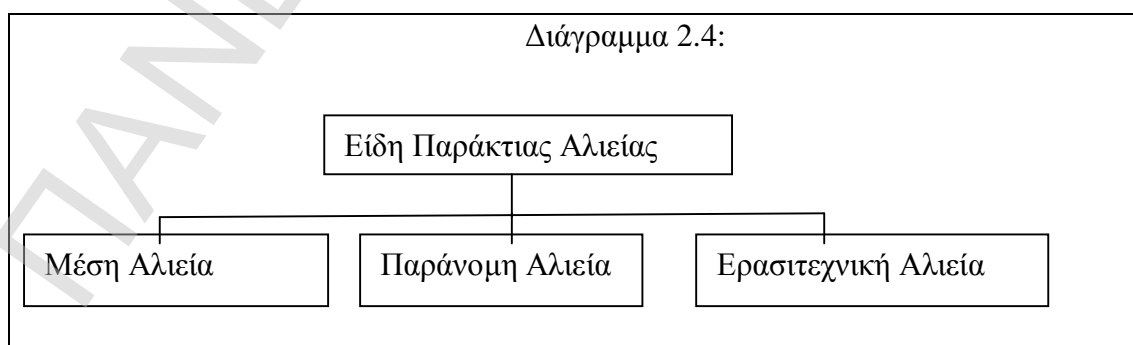 Διάγραμμα 2.4:
Είδη Παράκτιας Αλιείας
Μέση Αλιεία
Παράνομη Αλιεία
Ερασιτεχνική Αλιεία